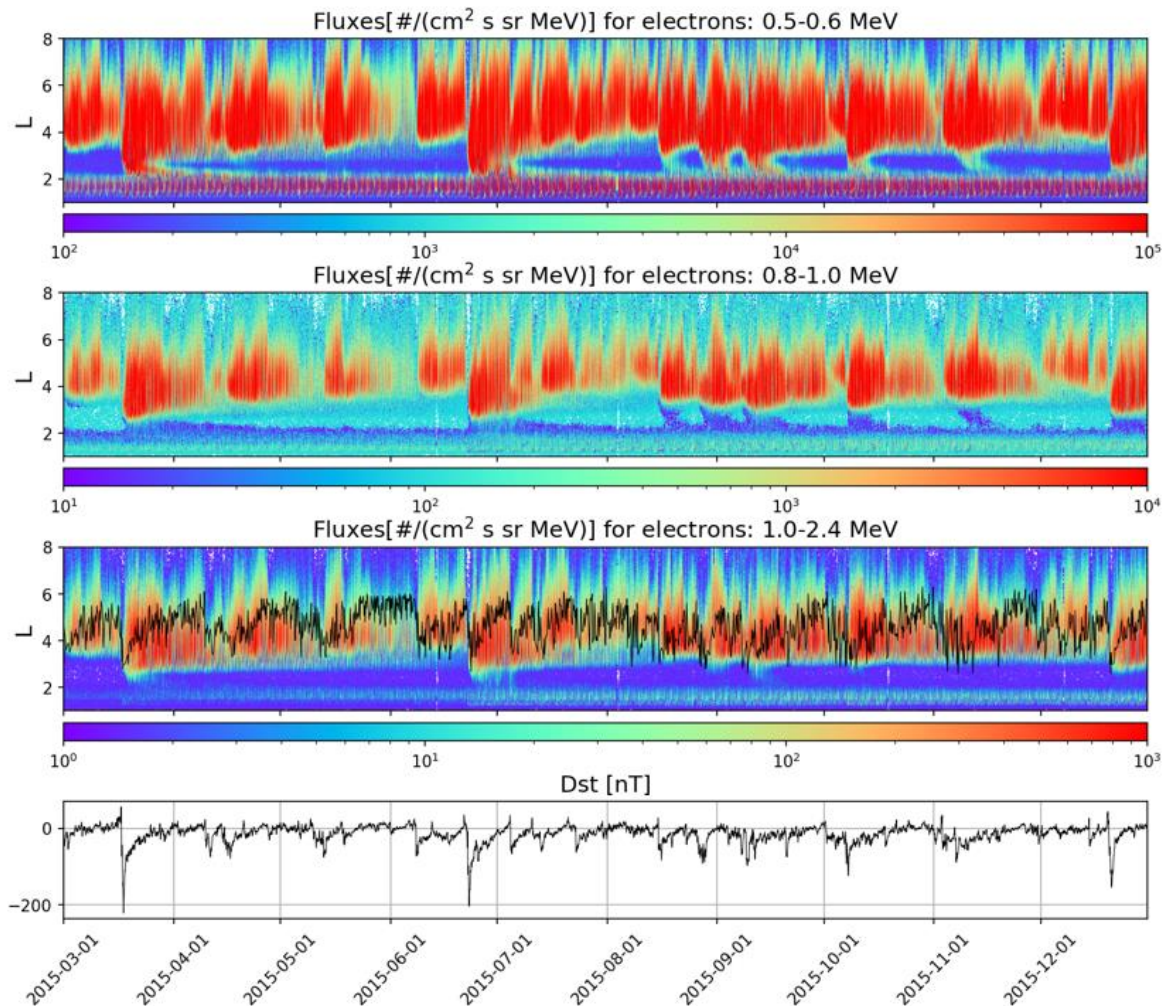 Fluxes[#/(cm² s sr MeV)] for electrons: 0.5-0.6 MeV
8
6
L
4
2
10² 10³ 10⁴ 10⁵
Fluxes[#/(cm² s sr MeV)] for electrons: 0.8-1.0 MeV
8
6
L
4
2
10¹ 10² 10³ 10⁴
Fluxes[#/(cm² s sr MeV)] for electrons: 1.0-2.4 MeV
8
6
L
4
2
10⁰ 10¹ 10² 10³
Dst [nT]
0
−200
2015-03-01 2015-04-01 2015-05-01 2015-06-01 2015-07-01 2015-08-01 2015-09-01 2015-10-01 2015-11-01 2015-12-01